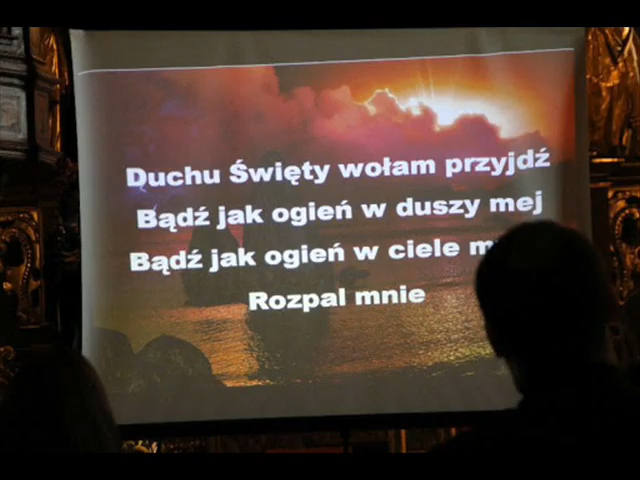 Duchu Święty wołam przyjdź
Bądź jak ogień w duszy mej
Bądź jak ogień w ciele
Rozpal mnie